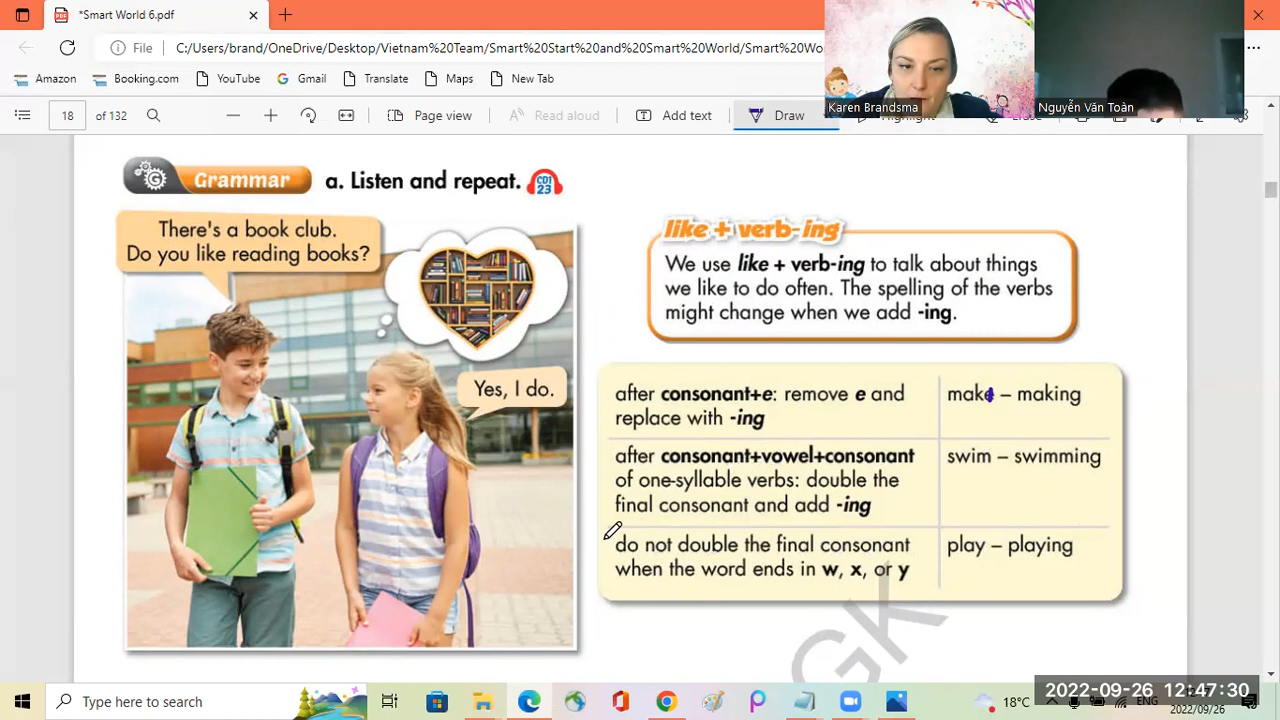 *Smart World 6.pdf
File
C:/Users/brand/OneDrive/Desktop/Vietnam%20Team/Smart%20Start%20and%20Smart%20World/Smart%20Wo
Amazon
Booking.com
YouTube
Gmail
Translate
Maps
New Tab
Karen Brandsma
Nguyễn Văn Toàn
18 of 132
Page view
Read aloud
Add text
Draw
Grammar
a. Listen and repeat.
CD1
23
There's a book club.
Do you like reading books?
Yes, I do.
like + verb-ing
We use like + verb-ing to talk about things
we like to do often. The spelling of the verbs
might change when we add -ing.
after consonant+e: remove e and
replace with -ing
make – making
after consonant+vowel+consonant
of one-syllable verbs: double the
final consonant and add -ing
swim – swimming
do not double the final consonant
when the word ends in w, x, or y
play – playing
GK
Type here to search
18°C
ENG
2022-09-26 12:47:30
2022/09/26